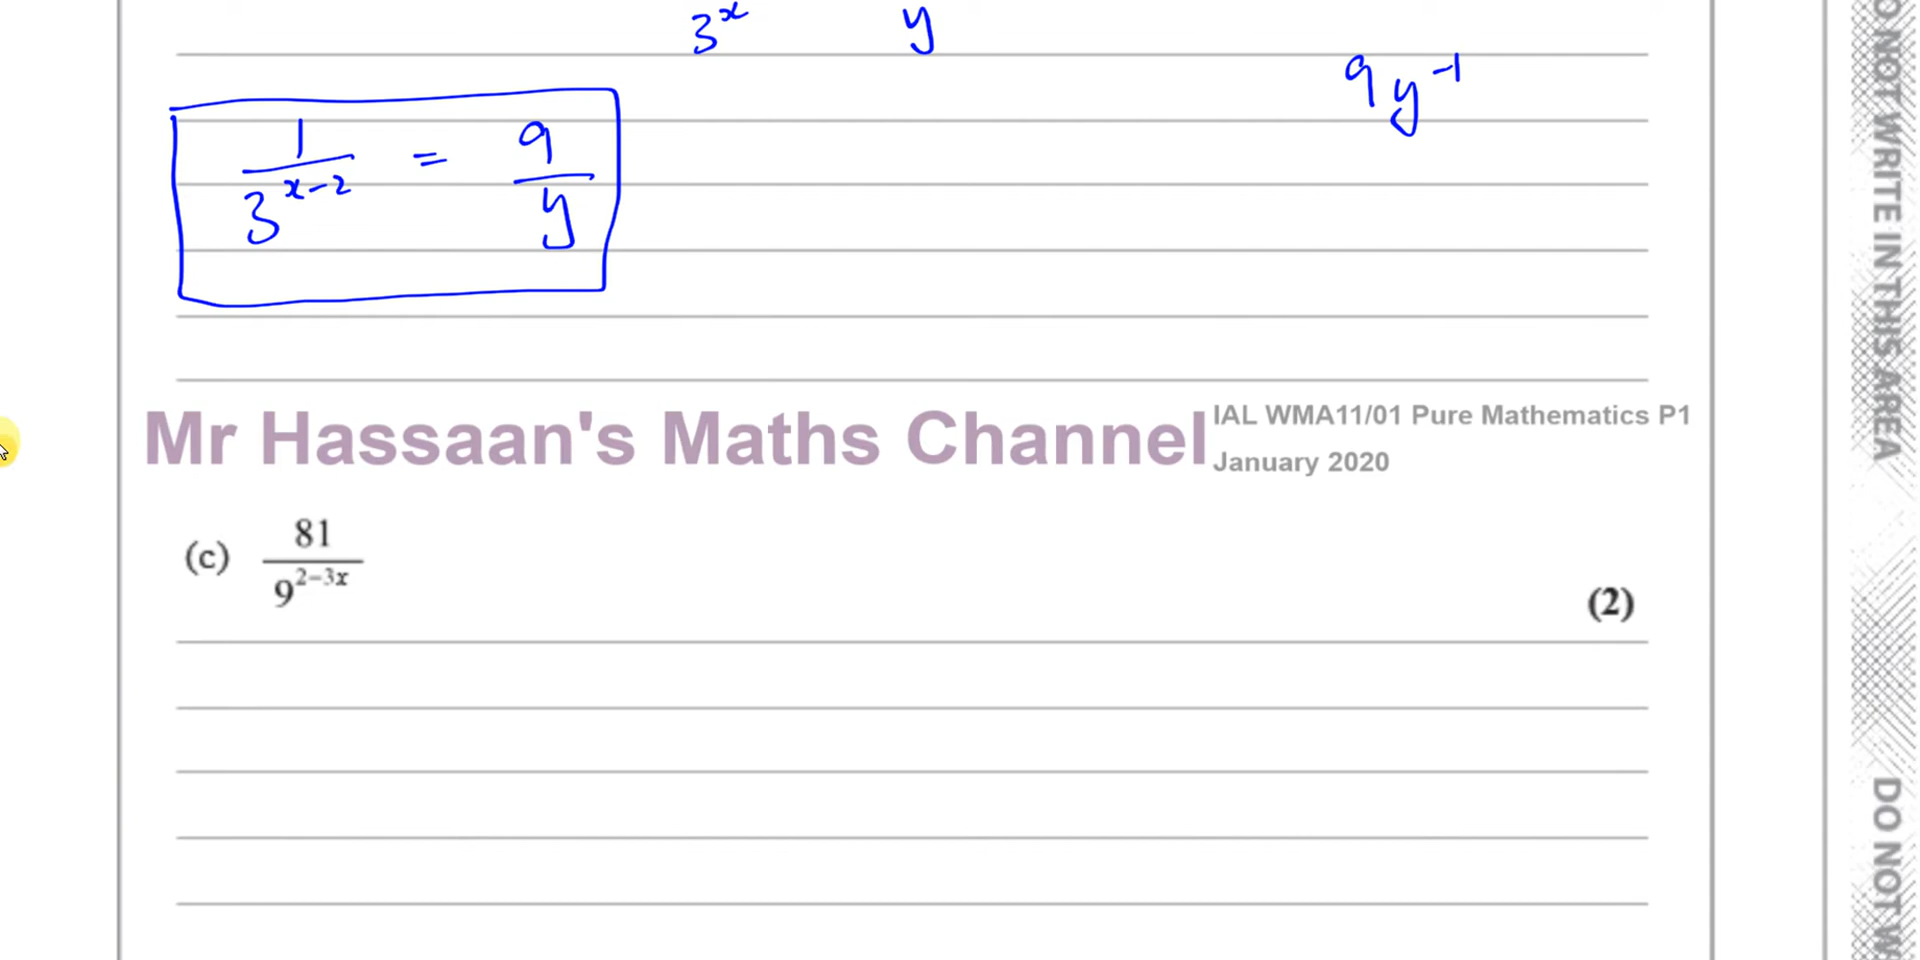 3^x y
9y^-1
1/3^(x-2) = 9/y
Mr Hassaan's Maths Channel
IAL WMA11/01 Pure Mathematics P1
January 2020
(c) 81/9^(2-3x)
(2)
O NOT WRITE IN THIS AREA
DO NOT W